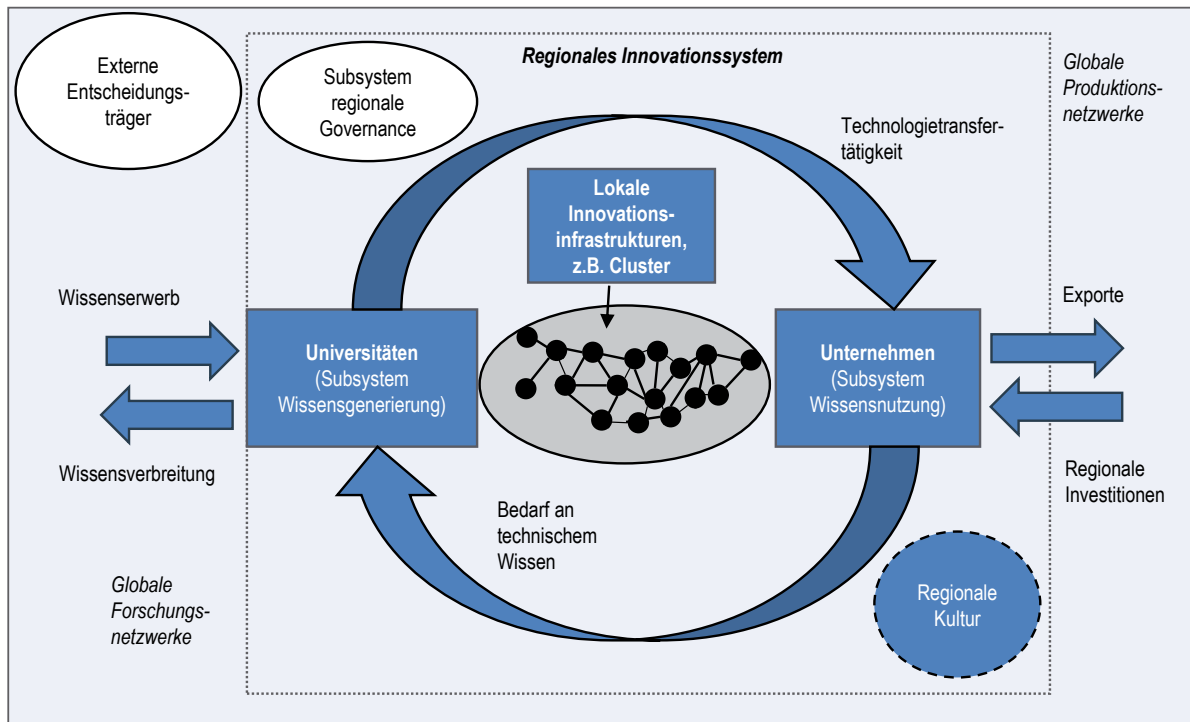 Externe
Entscheidungs-
träger
Subsystem
regionale
Governance
Regionales Innovationssystem
Globale
Produktions-
netzwerke
Technologietransfer-
tätigkeit
Lokale
Innovations-
infrastrukturen,
z.B. Cluster
Wissenserwerb
Exporte
Universitäten
(Subsystem
Wissensgenerierung)
Unternehmen
(Subsystem
Wissensnutzung)
Wissensverbreitung
Regionale
Investitionen
Bedarf an
technischem
Wissen
Globale
Forschungs-
netzwerke
Regionale
Kultur